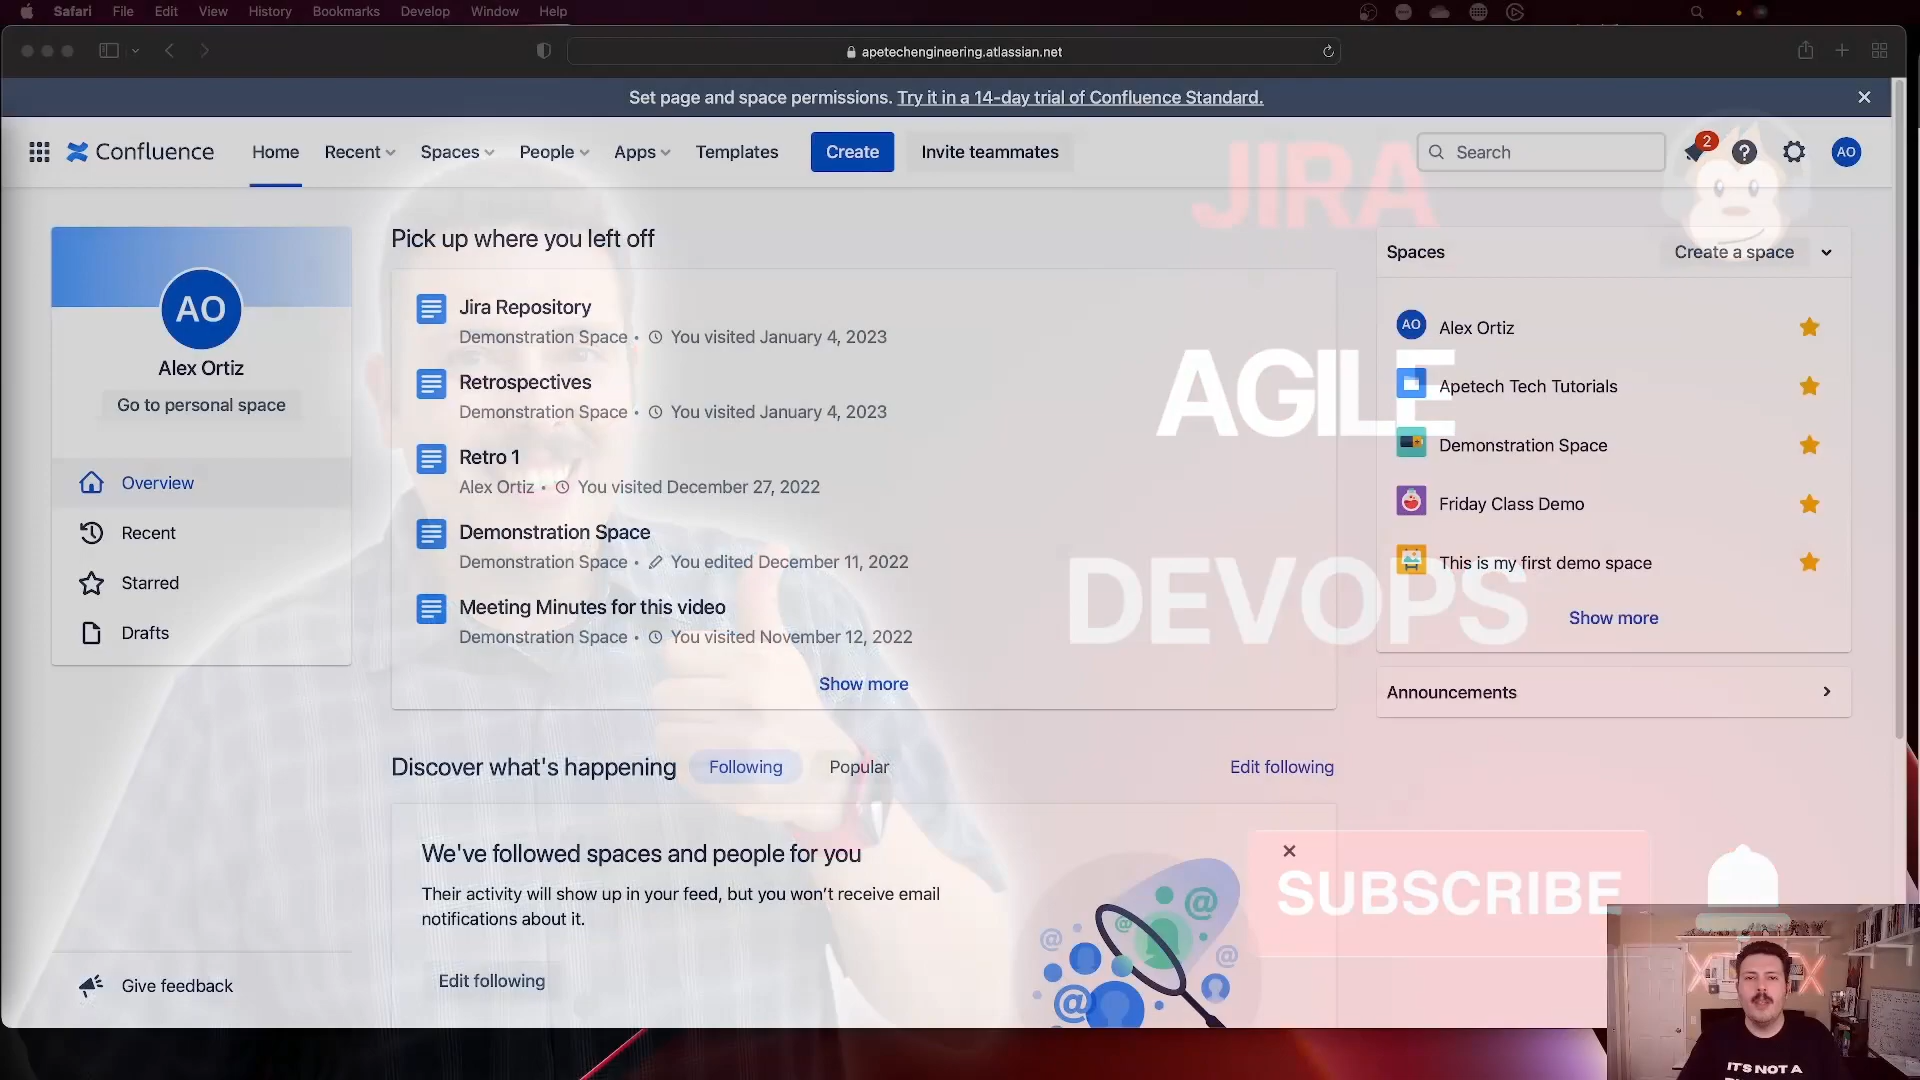 Safari File Edit View History Bookmarks Develop Window Help
apetechengineering.atlassian.net
Set page and space permissions. Try it in a 14-day trial of Confluence Standard.
Confluence Home Recent Spaces People Apps Templates Create Invite teammates Search 2 AO
JIRA
AGILE
DEVOPS
SUBSCRIBE
AO
Alex Ortiz
Go to personal space
Overview
Recent
Starred
Drafts
Give feedback
Pick up where you left off
Jira Repository
Demonstration Space • You visited January 4, 2023
Retrospectives
Demonstration Space • You visited January 4, 2023
Retro 1
Alex Ortiz • You visited December 27, 2022
Demonstration Space
Demonstration Space • You edited December 11, 2022
Meeting Minutes for this video
Demonstration Space • You visited November 12, 2022
Show more
Discover what's happening Following Popular Edit following
We've followed spaces and people for you
Their activity will show up in your feed, but you won’t receive email
notifications about it.
Edit following
Spaces Create a space
AO Alex Ortiz
Apetech Tech Tutorials
Demonstration Space
Friday Class Demo
This is my first demo space
Show more
Announcements
IT'S NOT A